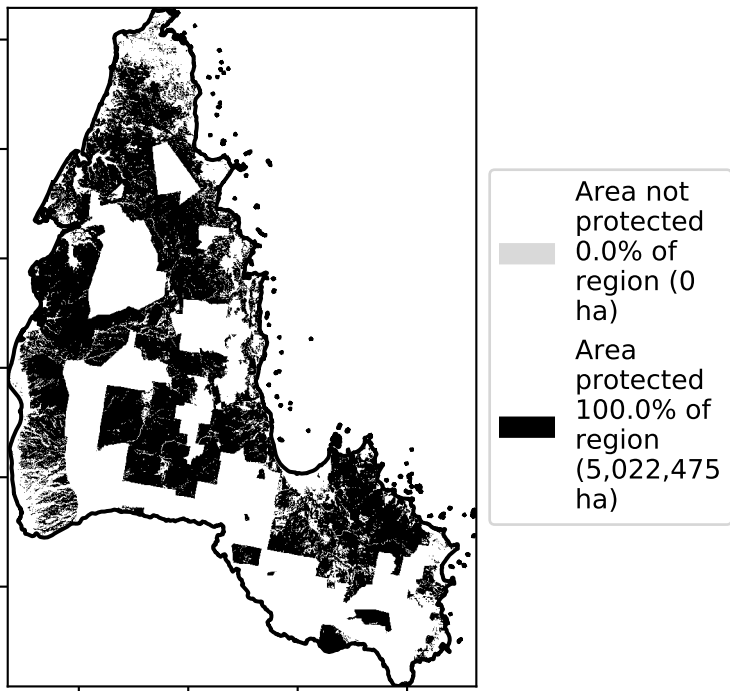 Area not
protected
0.0% of
region (0
ha)
Area
protected
100.0% of
region
(5,022,475
ha)